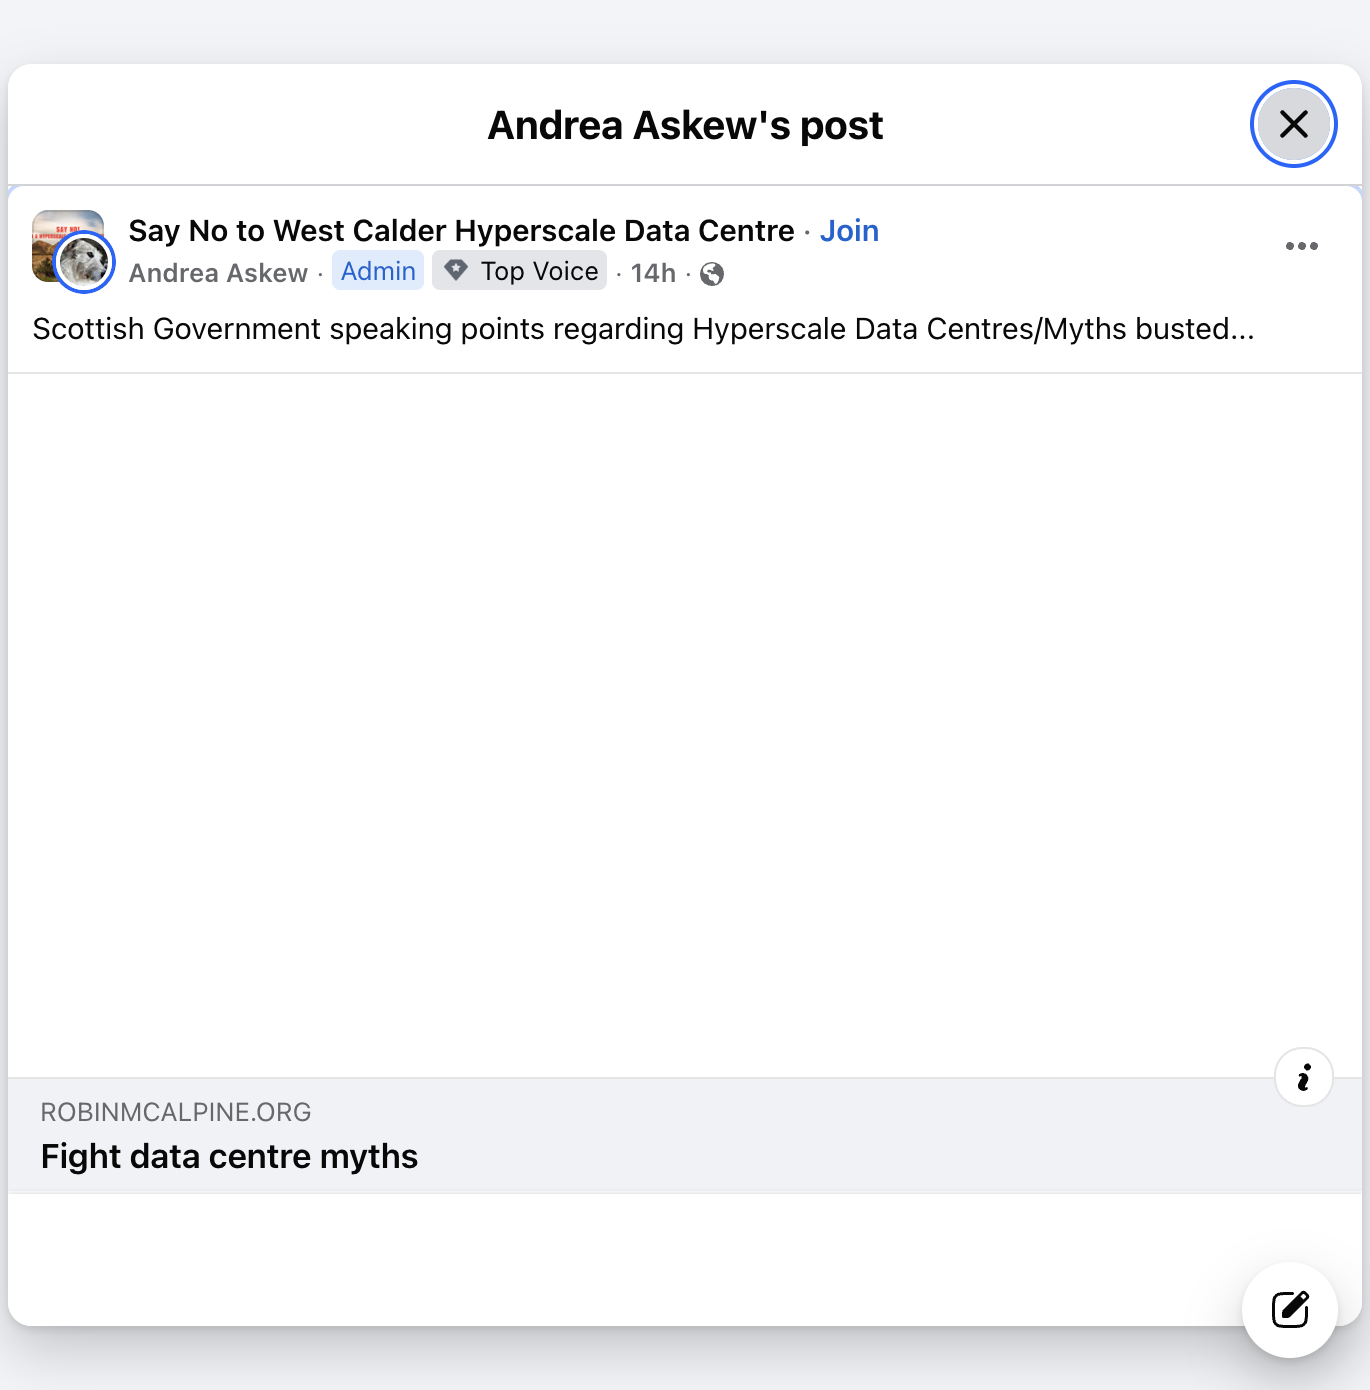 Andrea Askew's post
Say No to West Calder Hyperscale Data Centre · Join
Andrea Askew · Admin Top Voice · 14h ·
Scottish Government speaking points regarding Hyperscale Data Centres/Myths busted...
ROBINMCALPINE.ORG
Fight data centre myths